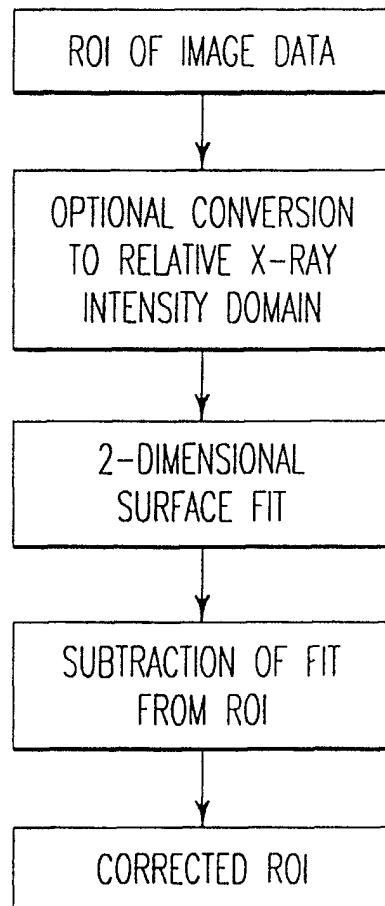 ROI OF IMAGE DATA
OPTIONAL CONVERSION
TO RELATIVE X-RAY
INTENSITY DOMAIN
2-DIMENSIONAL
SURFACE FIT
SUBTRACTION OF FIT
FROM ROI
CORRECTED ROI